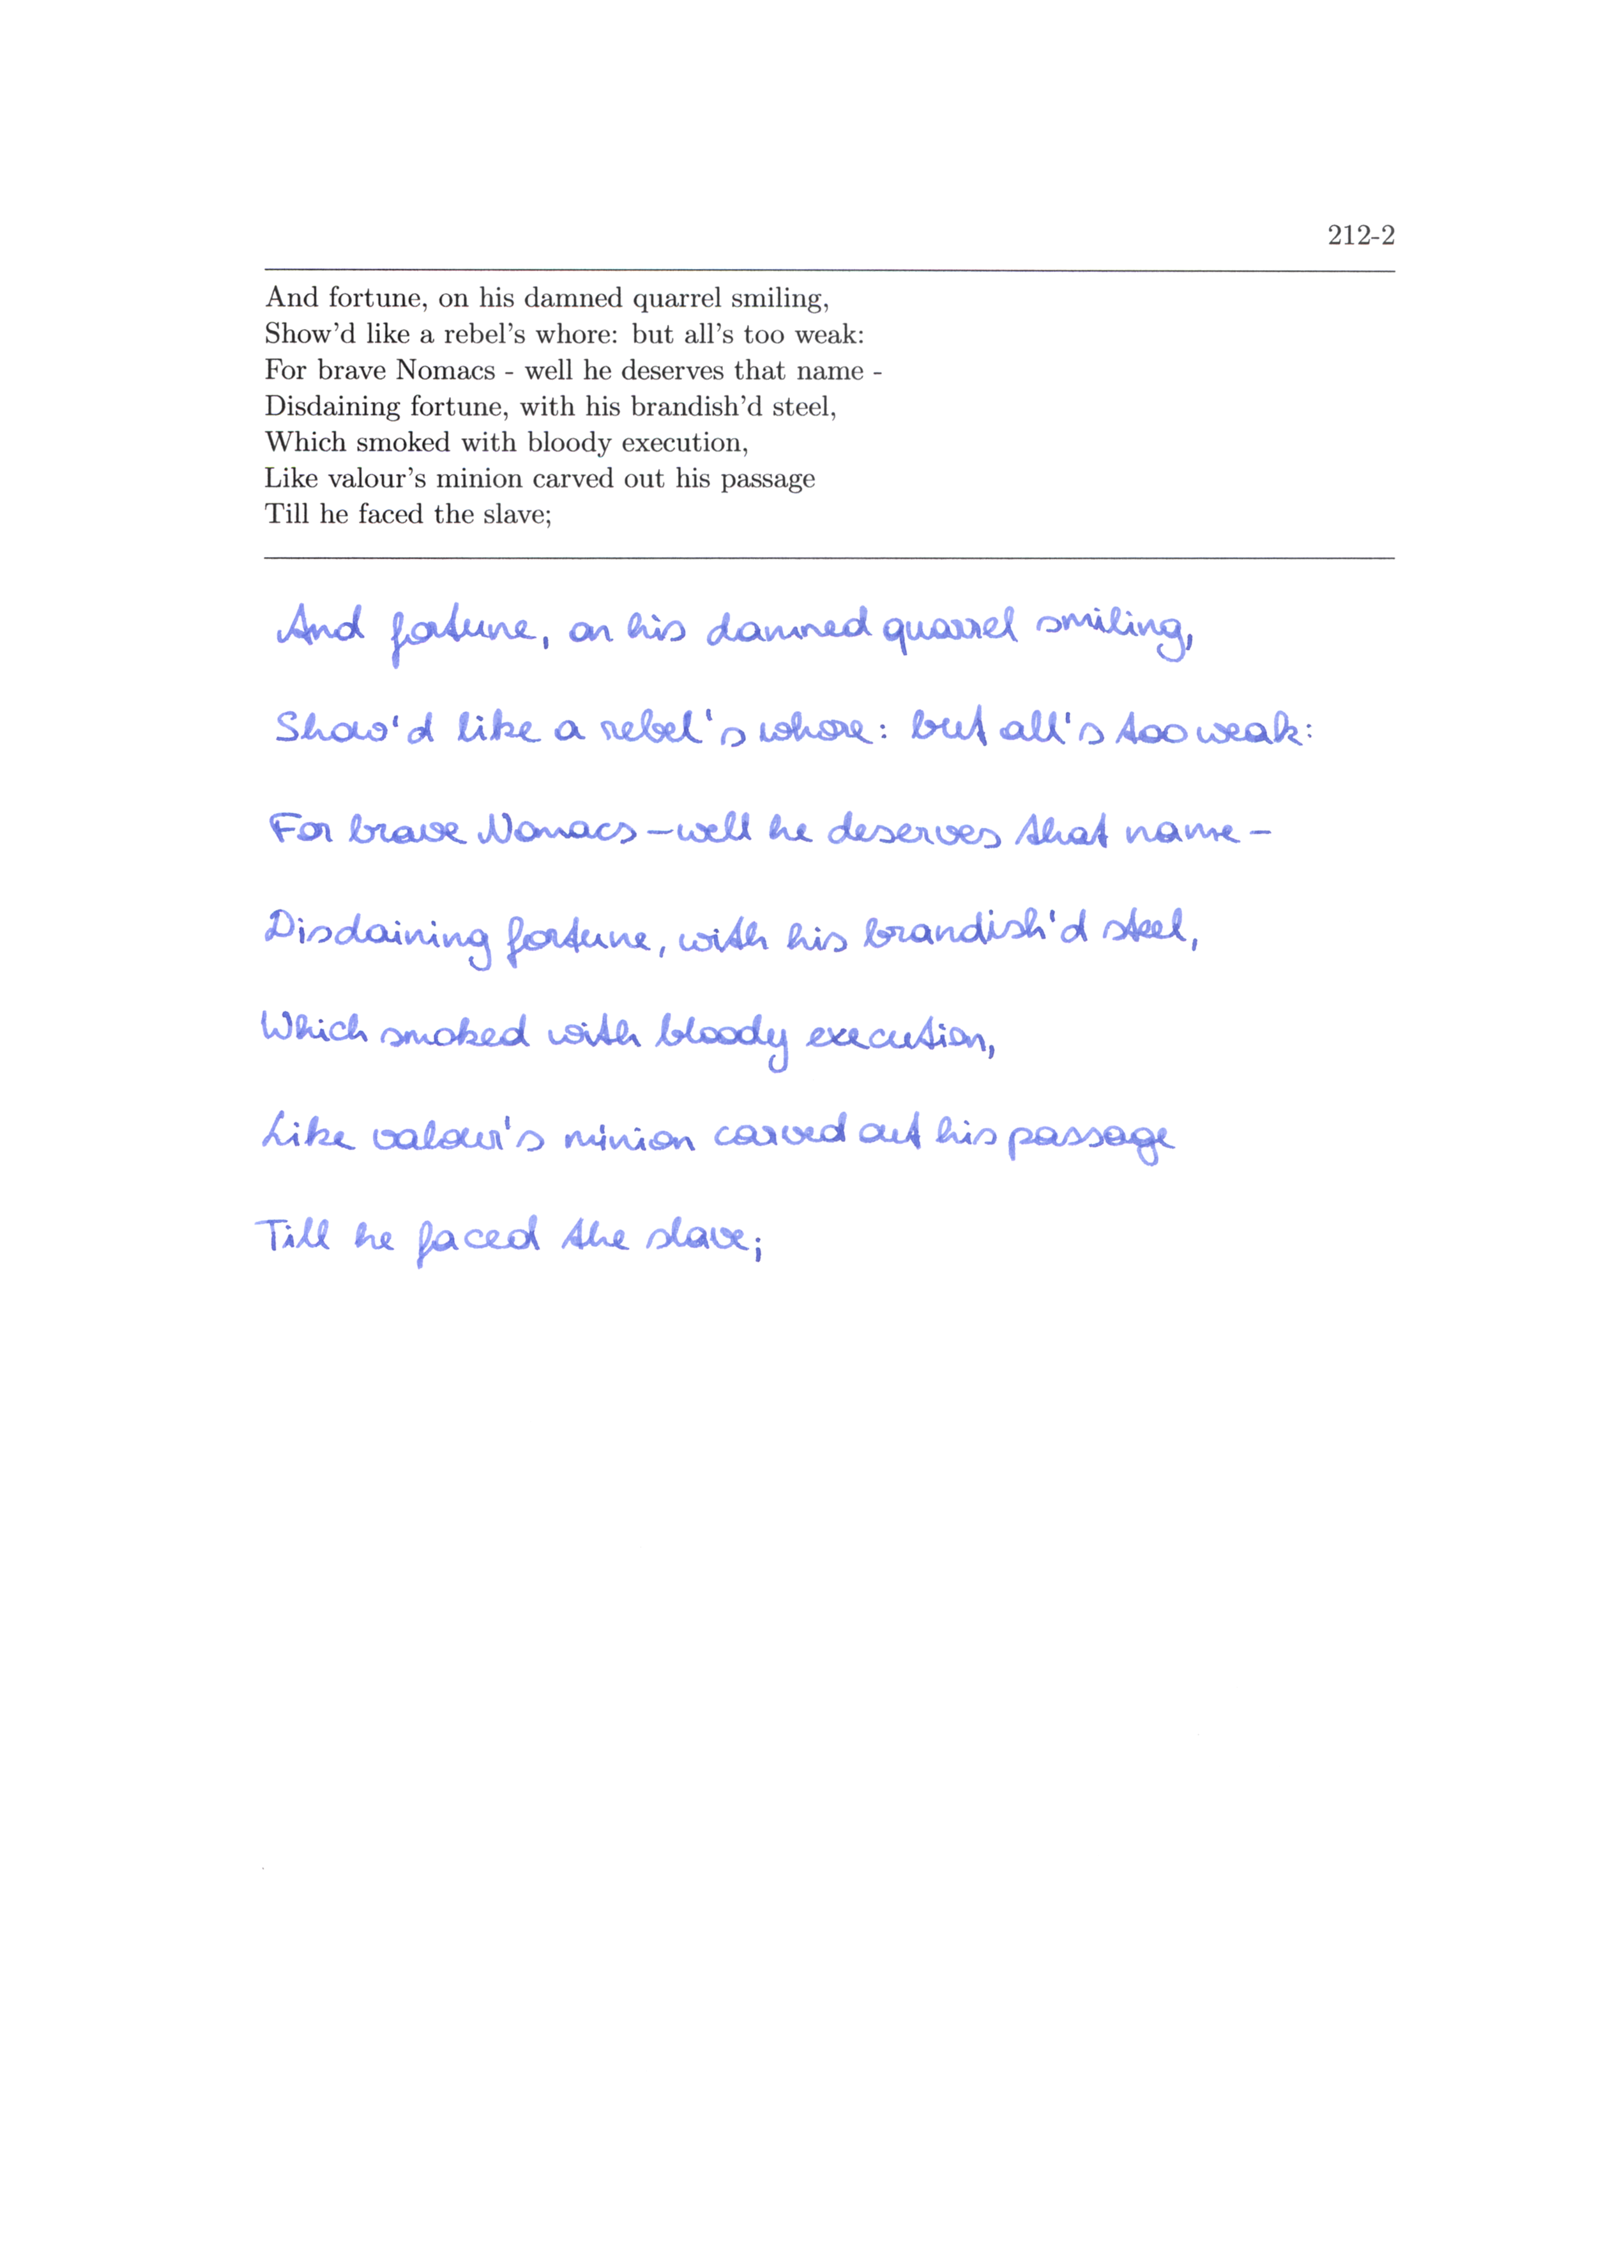 212-2
And fortune, on his damned quarrel smiling,
Show'd like a rebel's whore: but all's too weak:
For brave Nomacs - well he deserves that name -
Disdaining fortune, with his brandish'd steel,
Which smoked with bloody execution,
Like valour's minion carved out his passage
Till he faced the slave;
And fortune, on his damned quarrel smiling,
Show'd like a rebel's whore: but all's too weak:
For brave Nomacs - well he deserves that name -
Disdaining fortune, with his brandish'd steel,
Which smoked with bloody execution,
Like valour's minion carved out his passage
Till he faced the slave;